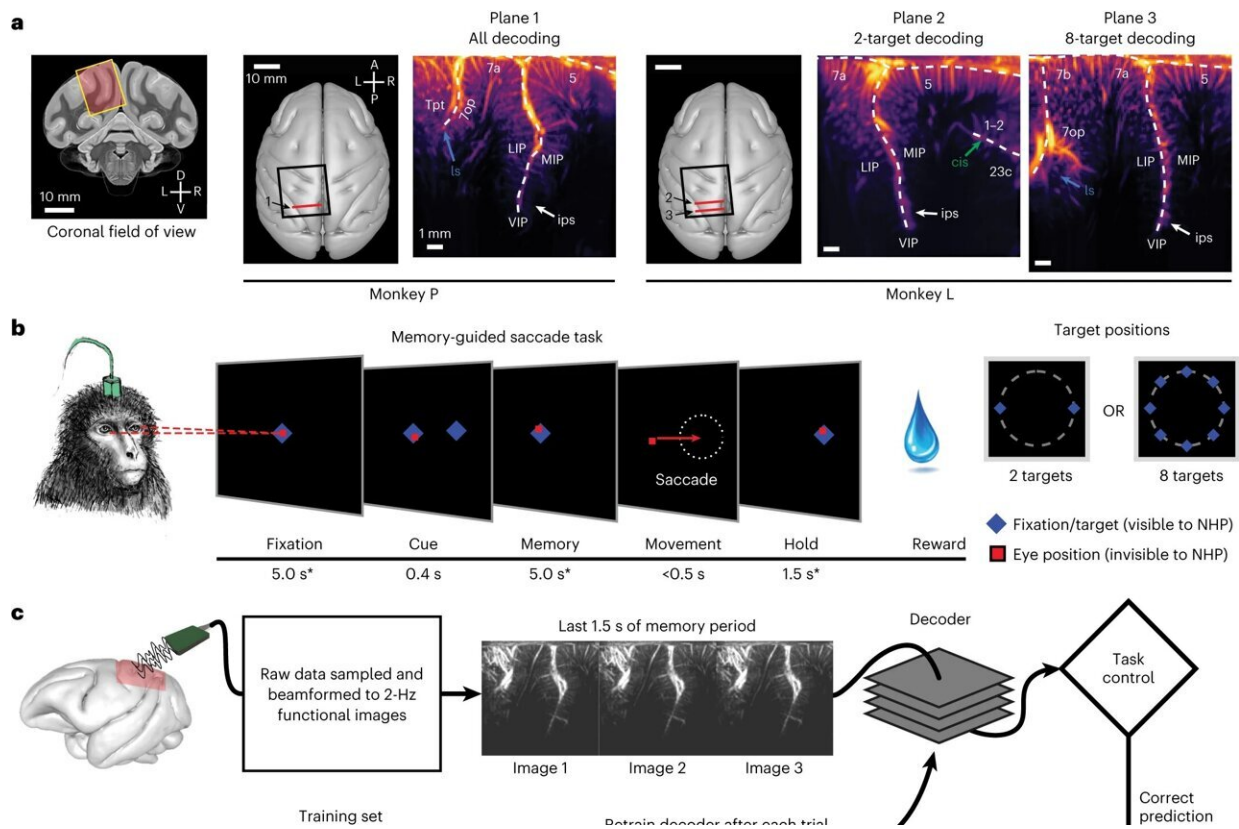 a
10 mm
D
L R
V
Coronal field of view
10 mm
A
L R
P
1
Plane 1
All decoding
7a
5
Tpt
7op
ls
LIP
MIP
VIP
ips
1 mm
Monkey P
2
3
Plane 2
2-target decoding
7a
5
1–2
cis
LIP
MIP
23c
ips
VIP
Plane 3
8-target decoding
7b
7a
5
7op
ls
LIP
MIP
VIP
ips
Monkey L
b
Memory-guided saccade task
Saccade
Fixation Cue Memory Movement Hold Reward
5.0 s* 0.4 s 5.0 s* <0.5 s 1.5 s*
Target positions
OR
2 targets 8 targets
Fixation/target (visible to NHP)
Eye position (invisible to NHP)
c
Raw data sampled and
beamformed to 2-Hz
functional images
Last 1.5 s of memory period
Image 1 Image 2 Image 3
Decoder
Task
control
Correct
prediction
Training set
Retrain decoder after each trial